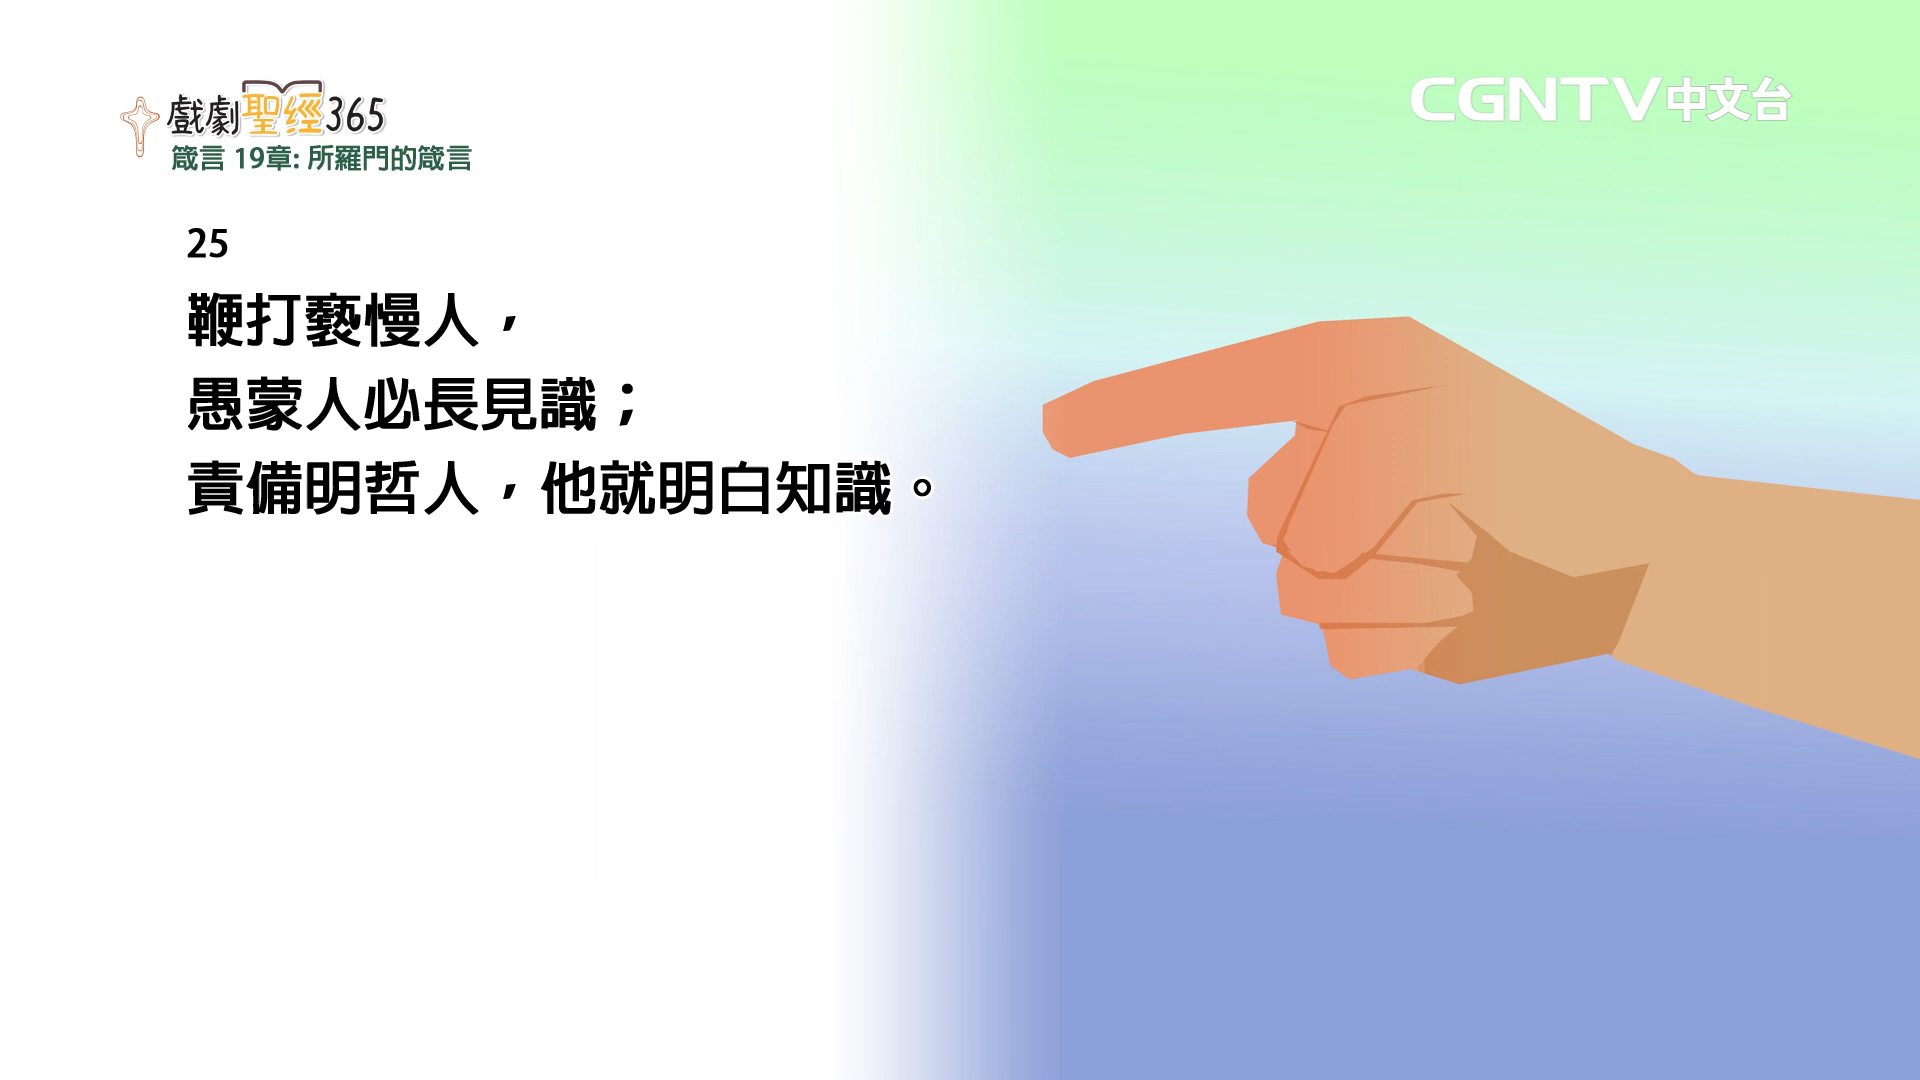 戲劇聖經365
箴言 19章: 所羅門的箴言
CGNTV中文台
25
鞭打褻慢人，
愚蒙人必長見識；
責備明哲人，他就明白知識。